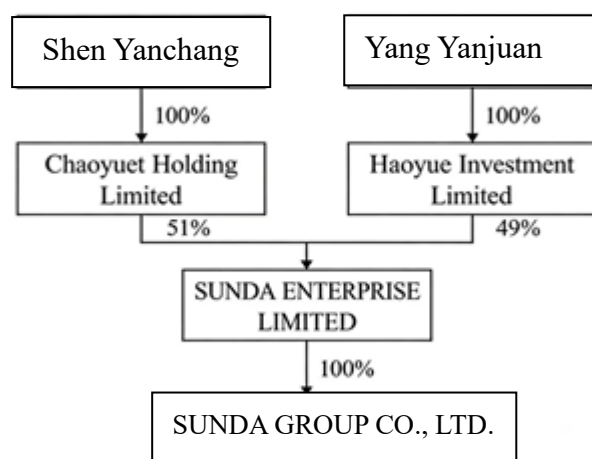 Shen Yanchang
Yang Yanjuan
100%
100%
Chaoyuet Holding
Limited
Haoyue Investment
Limited
51%
49%
SUNDA ENTERPRISE
LIMITED
100%
SUNDA GROUP CO., LTD.